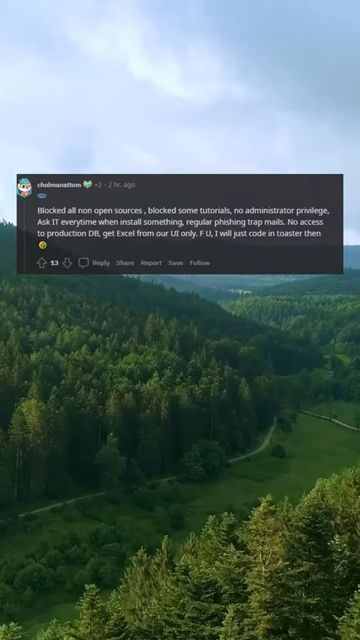 cholmanattom +2 · 2 hr. ago
Blocked all non open sources , blocked some tutorials, no administrator privilege,
Ask IT everytime when install something, regular phishing trap mails. No access
to production DB, get Excel from our UI only. F U, I will just code in toaster then
13 Reply Share Report Save Follow